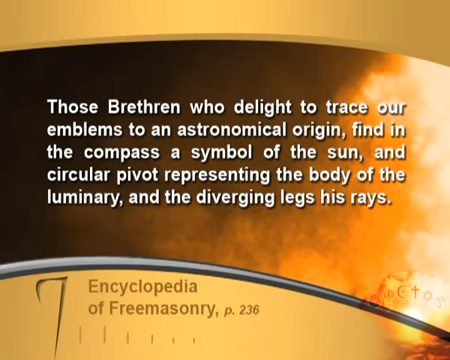 Those Brethren who delight to trace our
emblems to an astronomical origin, find in
the compass a symbol of the sun, and
circular pivot representing the body of the
luminary, and the diverging legs his rays.
Encyclopedia
of Freemasonry, p. 236